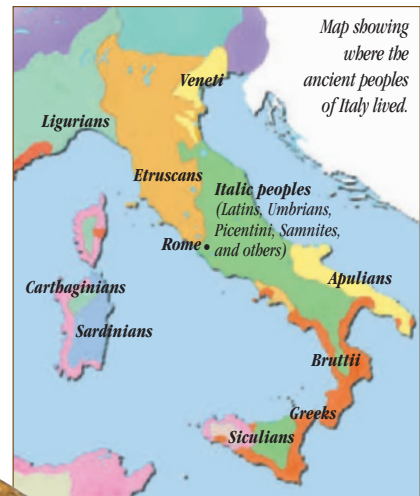 Map showing
where the
ancient peoples
of Italy lived.
Veneti
Ligurians
Etruscans
Italic peoples
(Latins, Umbrians,
Picentini, Samnites,
and others)
Rome
Apulians
Carthaginians
Sardinians
Bruttii
Greeks
Siculians